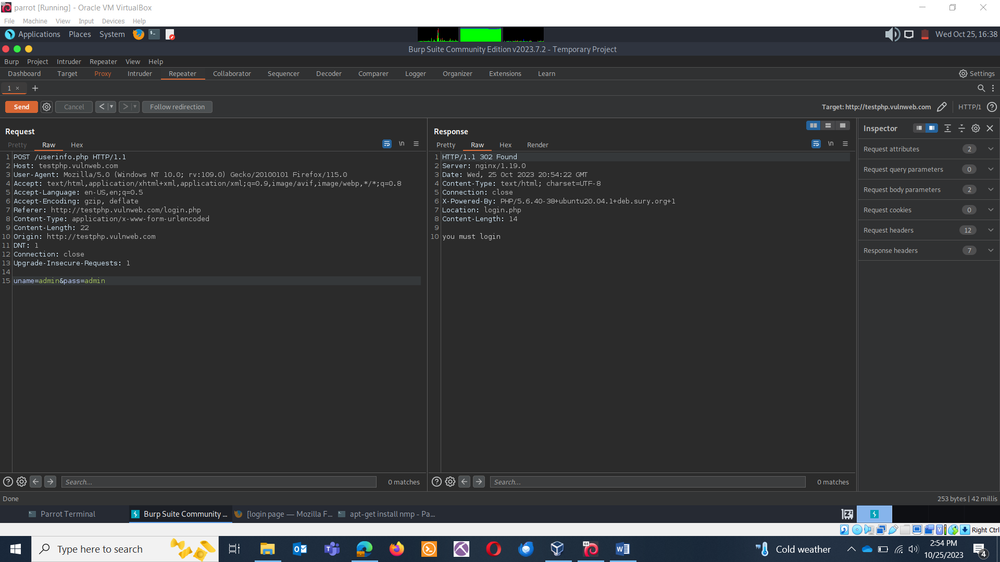 parrot [Running] - Oracle VM VirtualBox
File Machine View Input Devices Help
Applications Places System Wed Oct 25, 16:38
Burp Suite Community Edition v2023.7.2 - Temporary Project
Burp Project Intruder Repeater View Help
Dashboard Target Proxy Intruder Repeater Collaborator Sequencer Decoder Comparer Logger Organizer Extensions Learn Settings
1 × +
Send Cancel < > Follow redirection Target: http://testphp.vulnweb.com HTTP/1 ?
Request
Pretty Raw Hex \n
1 POST /userinfo.php HTTP/1.1
2 Host: testphp.vulnweb.com
3 User-Agent: Mozilla/5.0 (Windows NT 10.0; rv:109.0) Gecko/20100101 Firefox/115.0
4 Accept: text/html,application/xhtml+xml,application/xml;q=0.9,image/avif,image/webp,*/*;q=0.8
5 Accept-Language: en-US,en;q=0.5
6 Accept-Encoding: gzip, deflate
7 Referer: http://testphp.vulnweb.com/login.php
8 Content-Type: application/x-www-form-urlencoded
9 Content-Length: 22
10 Origin: http://testphp.vulnweb.com
11 DNT: 1
12 Connection: close
13 Upgrade-Insecure-Requests: 1
14
15 uname=admin&pass=admin
Search... 0 matches
Response
Pretty Raw Hex Render \n
1 HTTP/1.1 302 Found
2 Server: nginx/1.19.0
3 Date: Wed, 25 Oct 2023 20:54:22 GMT
4 Content-Type: text/html; charset=UTF-8
5 Connection: close
6 X-Powered-By: PHP/5.6.40-38+ubuntu20.04.1+deb.sury.org+1
7 Location: login.php
8 Content-Length: 14
9
10 you must login
Search... 0 matches
Inspector
Request attributes 2
Request query parameters 0
Request body parameters 2
Request cookies 0
Request headers 12
Response headers 7
Done 253 bytes | 42 millis
Parrot Terminal Burp Suite Community ... [login page — Mozilla F... apt-get install nmp - Pa...
Right Ctrl
Type here to search Cold weather 2:54 PM
10/25/2023 4